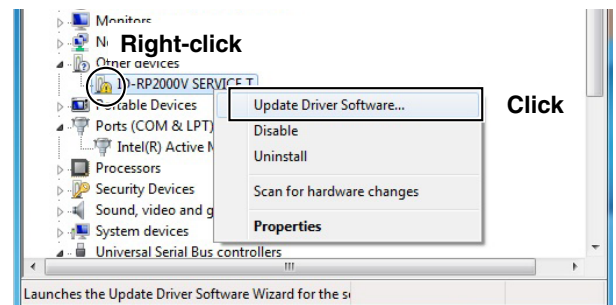 Monitors
Right-click
Other devices
ID-RP2000V SERVICE T
Portable Devices
Update Driver Software...
Click
Ports (COM & LPT)
Disable
Intel(R) Active
Uninstall
Processors
Security Devices
Scan for hardware changes
Sound, video and g
System devices
Properties
Universal Serial Bus controllers
Launches the Update Driver Software Wizard for the